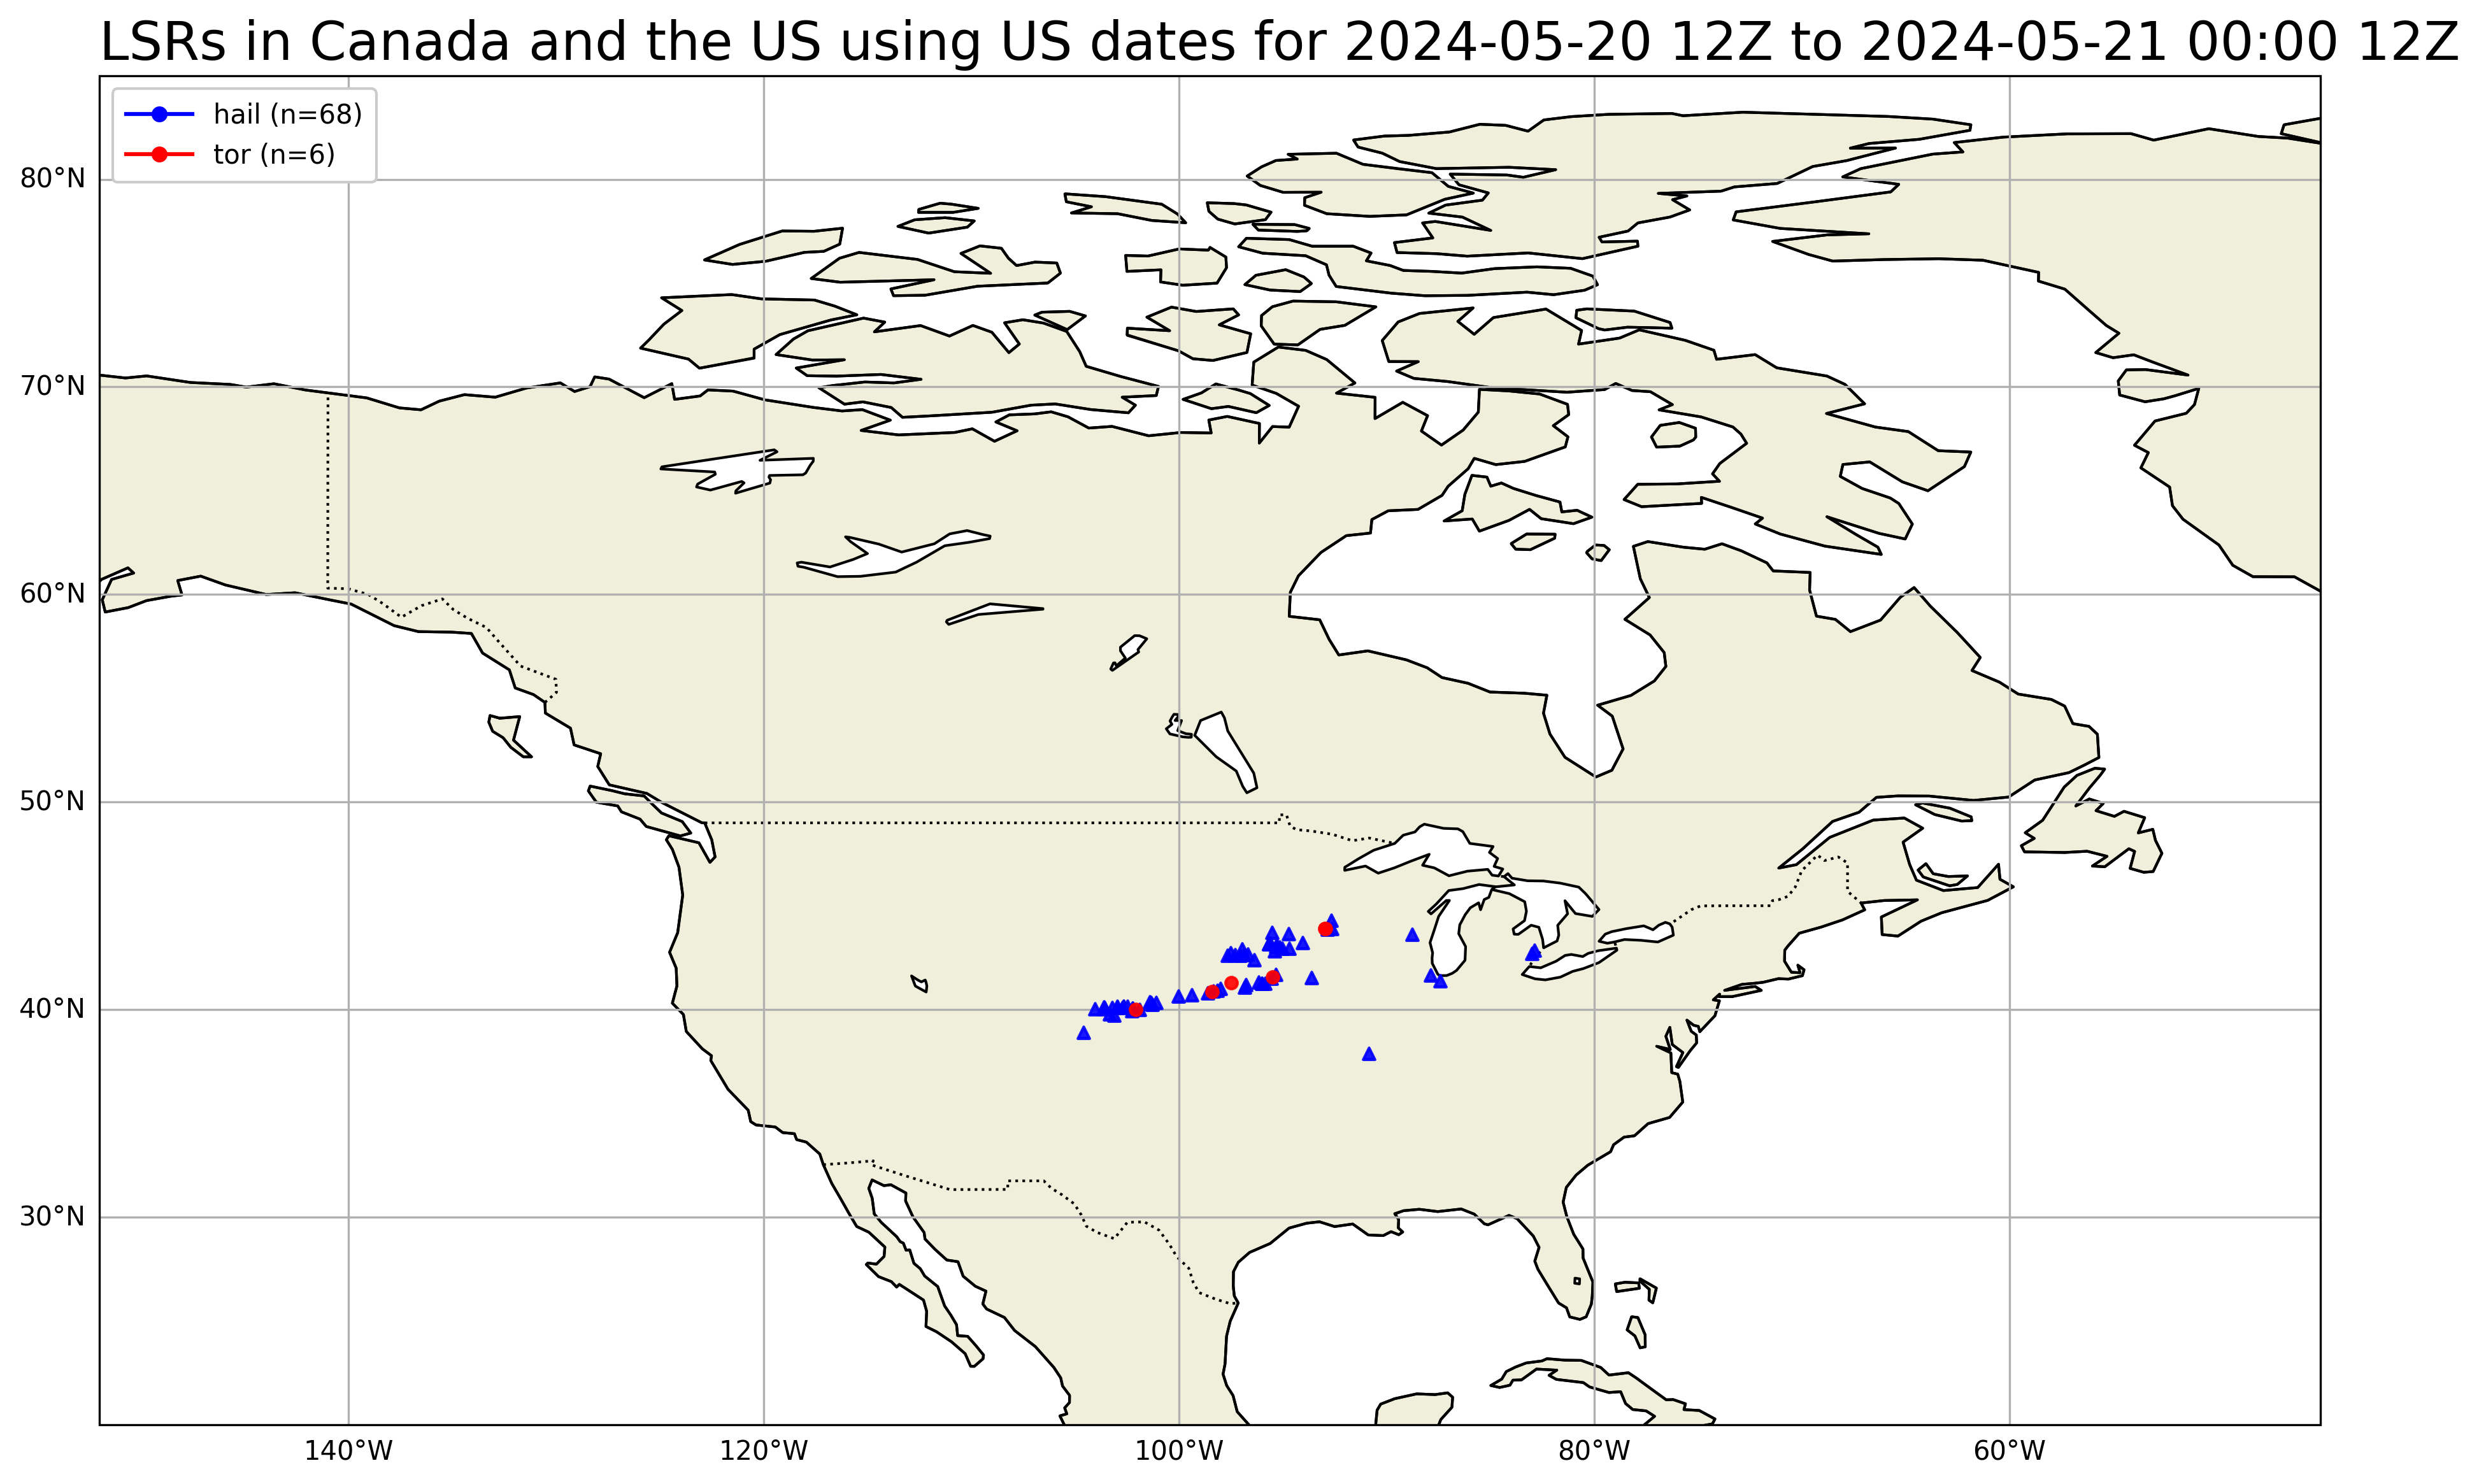 LSRs in Canada and the US using US dates for 2024-05-20 12Z to 2024-05-21 00:00 12Z
hail (n=68)
tor (n=6)
80°N
70°N
60°N
50°N
40°N
30°N
140°W 120°W 100°W 80°W 60°W